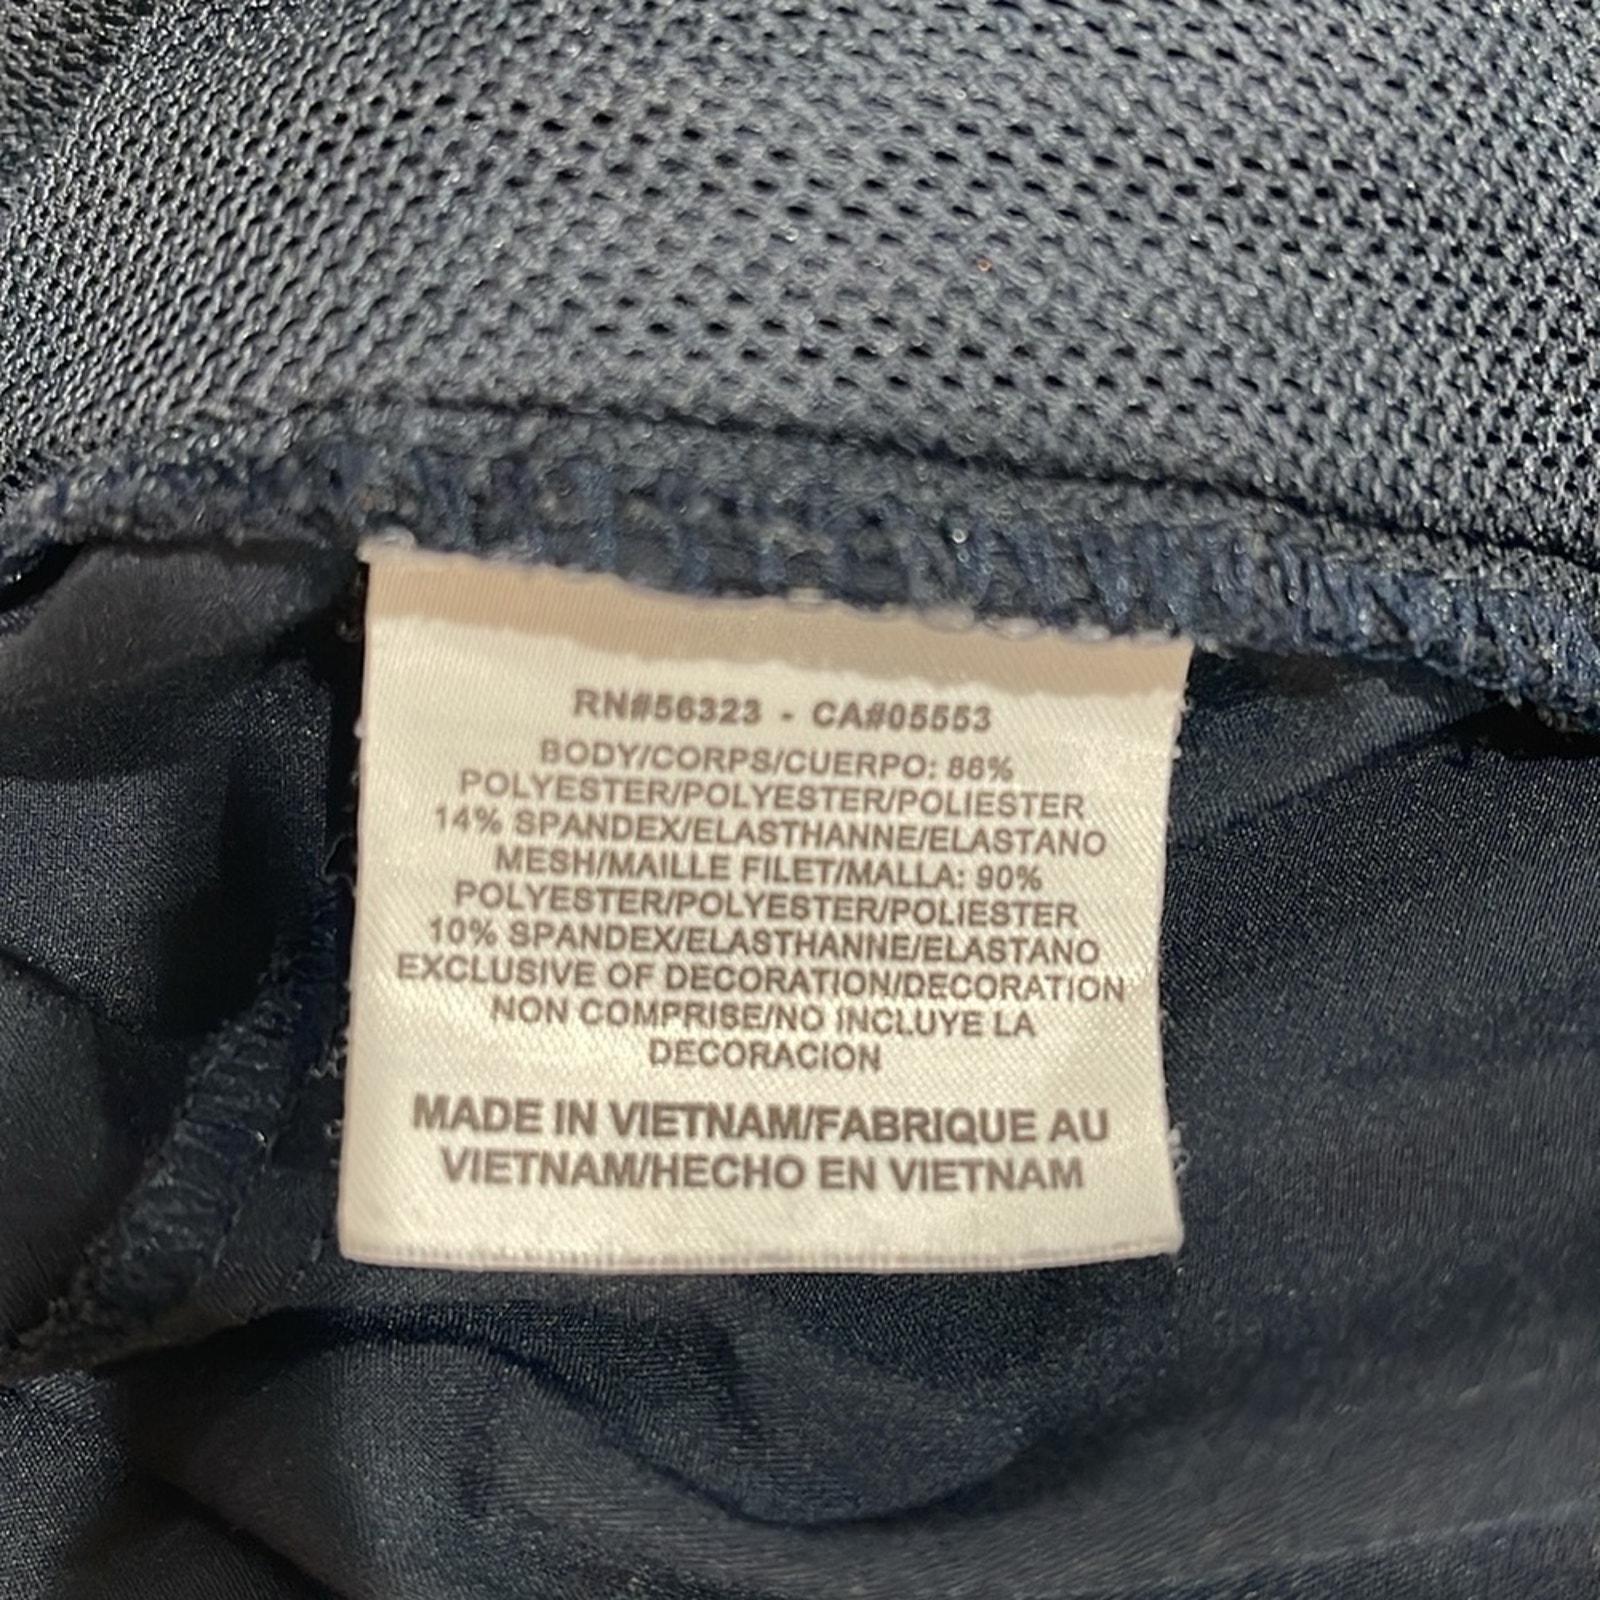 RN#56323 - CA#05553
BODY/CORPS/CUERPO: 86%
POLYESTER/POLYESTER/POLIESTER
14% SPANDEX/ELASTHANNE/ELASTANO
MESH/MAILLE FILET/MALLA: 90%
POLYESTER/POLYESTER/POLIESTER
10% SPANDEX/ELASTHANNE/ELASTANO
EXCLUSIVE OF DECORATION/DECORATION
NON COMPRISE/NO INCLUYE LA
DECORACION
MADE IN VIETNAM/FABRIQUE AU
VIETNAM/HECHO EN VIETNAM